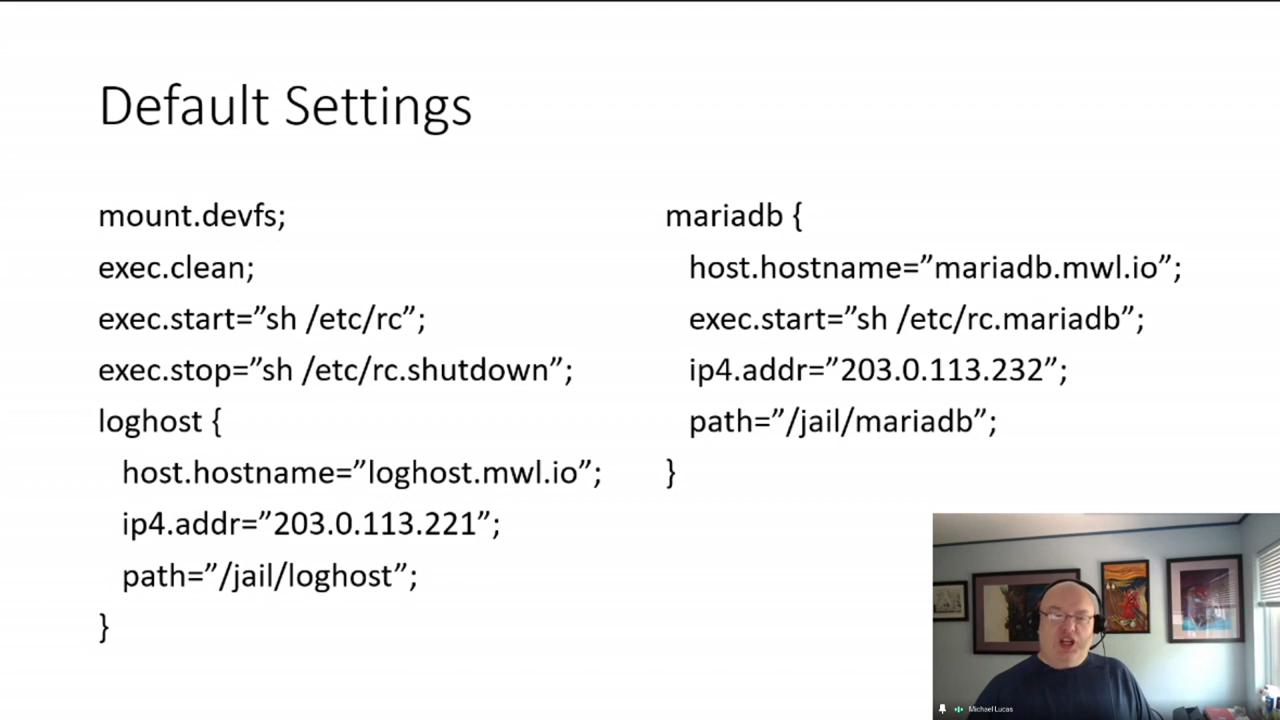 Default Settings
mount.devfs;
exec.clean;
exec.start=”sh /etc/rc”;
exec.stop=”sh /etc/rc.shutdown”;
loghost {
host.hostname=”loghost.mwl.io”;
ip4.addr=”203.0.113.221”;
path=”/jail/loghost”;
}
mariadb {
host.hostname=”mariadb.mwl.io”;
exec.start=”sh /etc/rc.mariadb”;
ip4.addr=”203.0.113.232”;
path=”/jail/mariadb”;
}
Michael Lucas